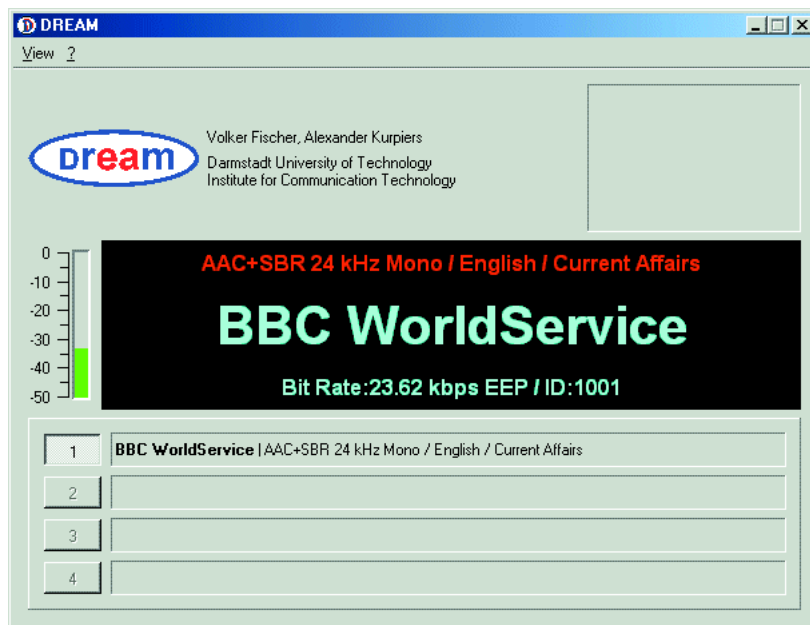 DREAM
View ?
Dream
Volker Fischer, Alexander Kurpiers
Darmstadt University of Technology
Institute for Communication Technology
0
-10
-20
-30
-40
-50
AAC+SBR 24 kHz Mono / English / Current Affairs
BBC WorldService
Bit Rate:23.62 kbps EEP / ID:1001
1 BBC WorldService | AAC+SBR 24 kHz Mono / English / Current Affairs
2
3
4